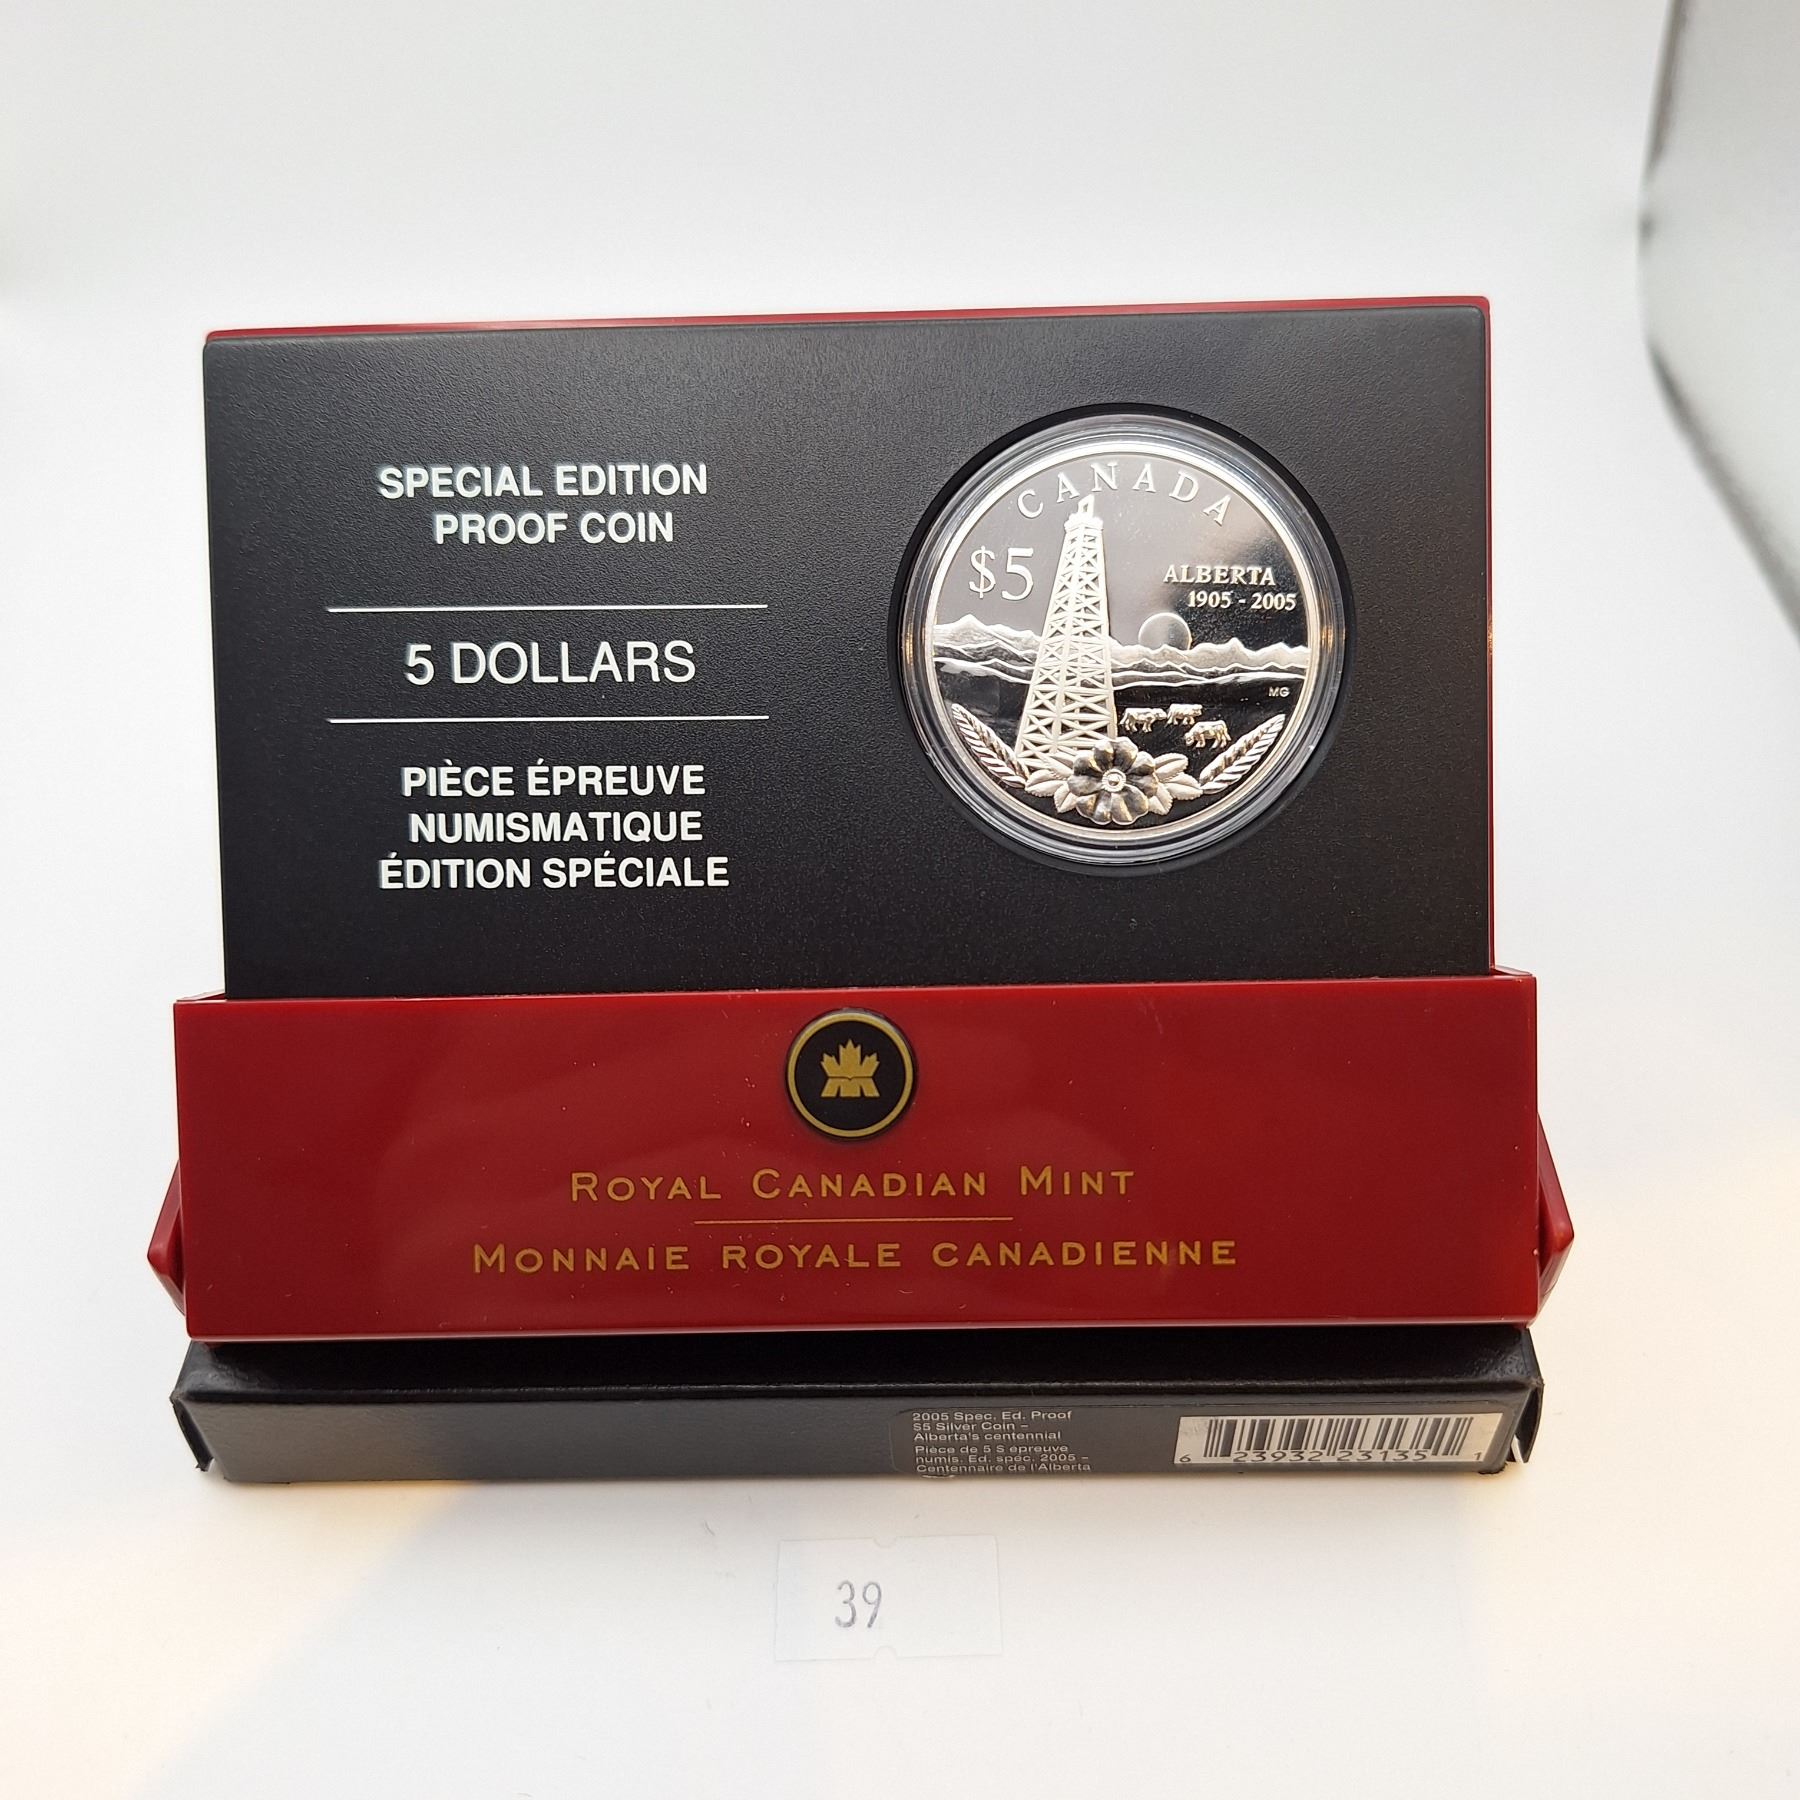 SPECIAL EDITION
PROOF COIN
5 DOLLARS
PIÈCE ÉPREUVE
NUMISMATIQUE
ÉDITION SPÉCIALE
CANADA
$5
ALBERTA
1905 - 2005
MG
ROYAL CANADIAN MINT
MONNAIE ROYALE CANADIENNE
2005 Spec. Ed. Proof
$5 Silver Coin –
Alberta's centennial
Pièce de 5 $ épreuve
numis. Éd. spéc. 2005 –
Centennaire de l'Alberta
6 23932 23135 1
39